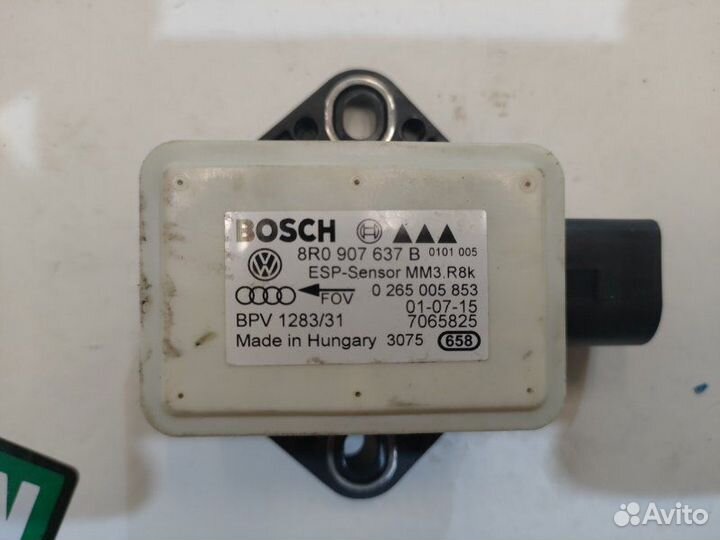 BOSCH
8R0 907 637 B 0101 005
ESP-Sensor MM3.R8k
FOV 0 265 005 853
01-07-15
BPV 1283/31 7065825
Made in Hungary 3075 658
Avito